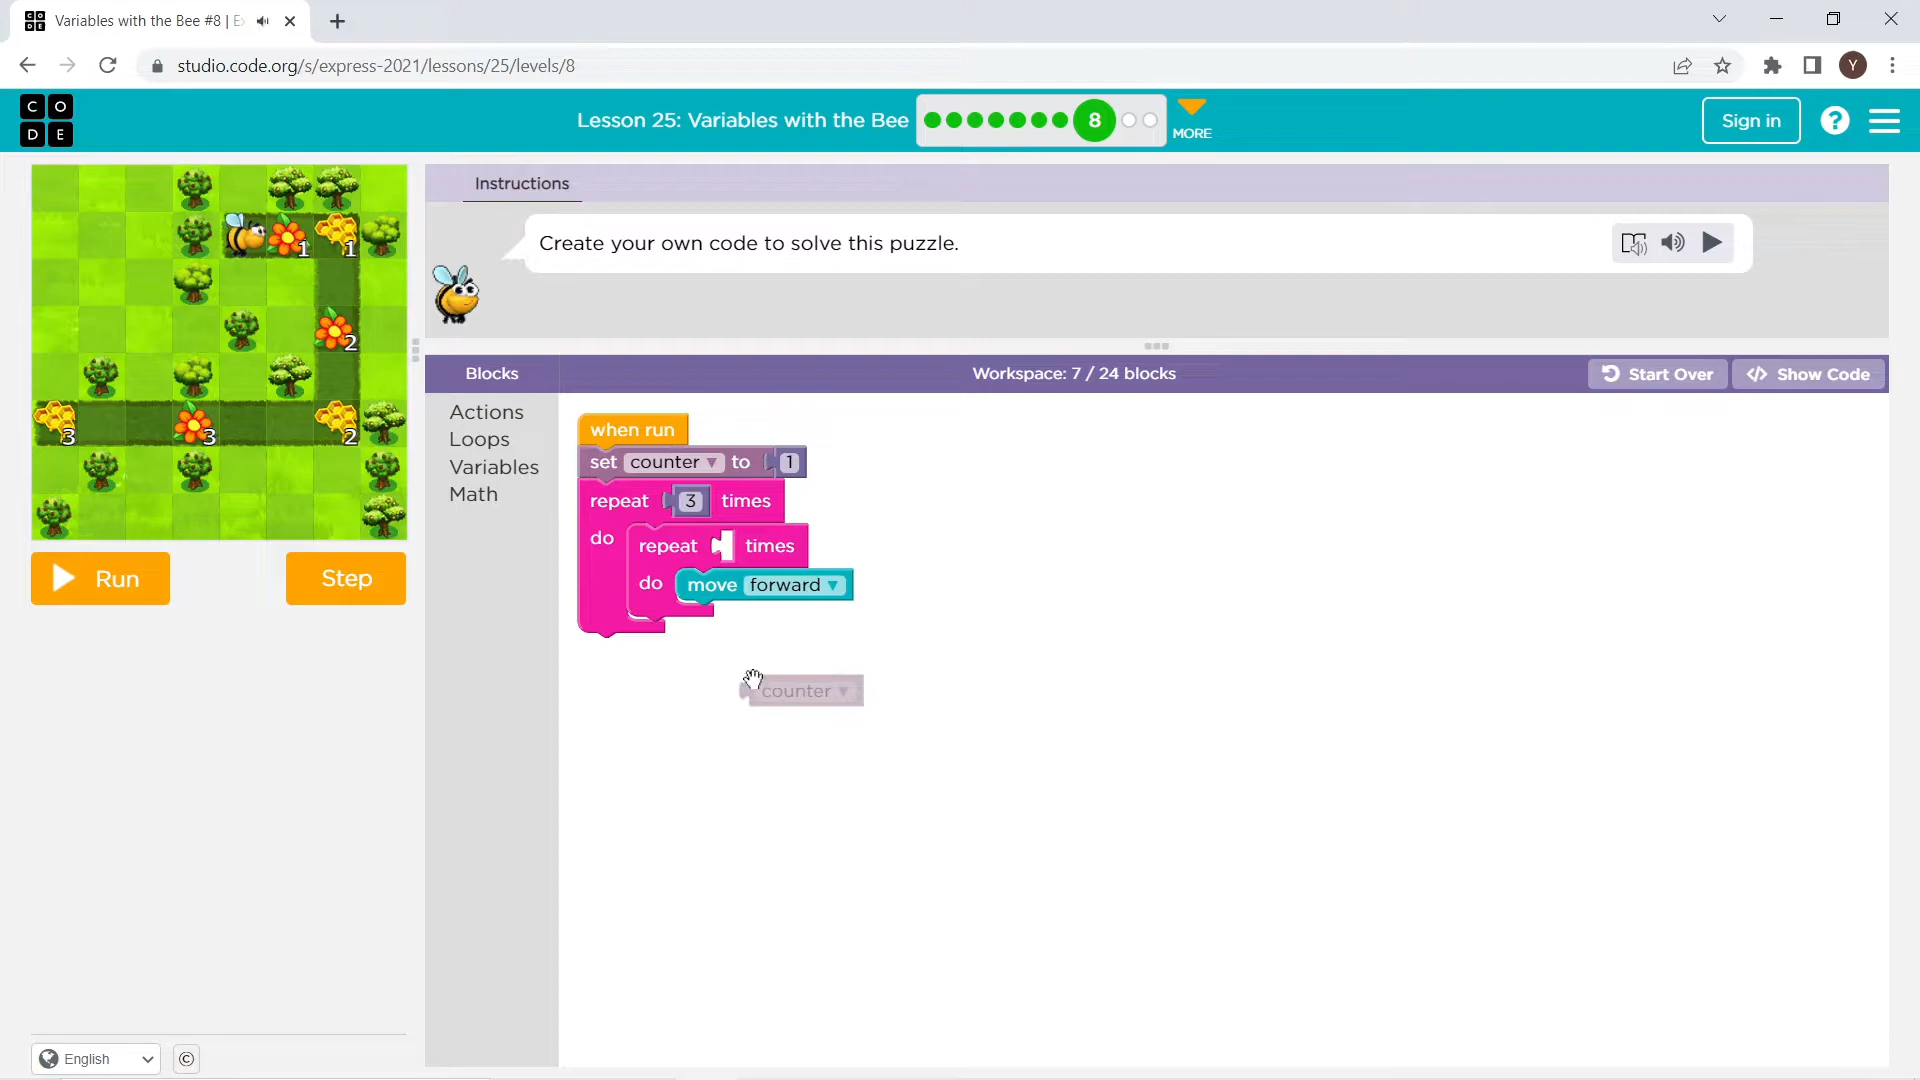 Variables with the Bee #8 | E
studio.code.org/s/express-2021/lessons/25/levels/8
Y
C O
D E
Lesson 25: Variables with the Bee
8
MORE
Sign in
?
Instructions
Create your own code to solve this puzzle.
1 1
2
3 3 2
Run
Step
Blocks
Workspace: 7 / 24 blocks
Start Over
Show Code
Actions
Loops
Variables
Math
when run
set counter to 1
repeat 3 times
do repeat times
do move forward
counter
English
©